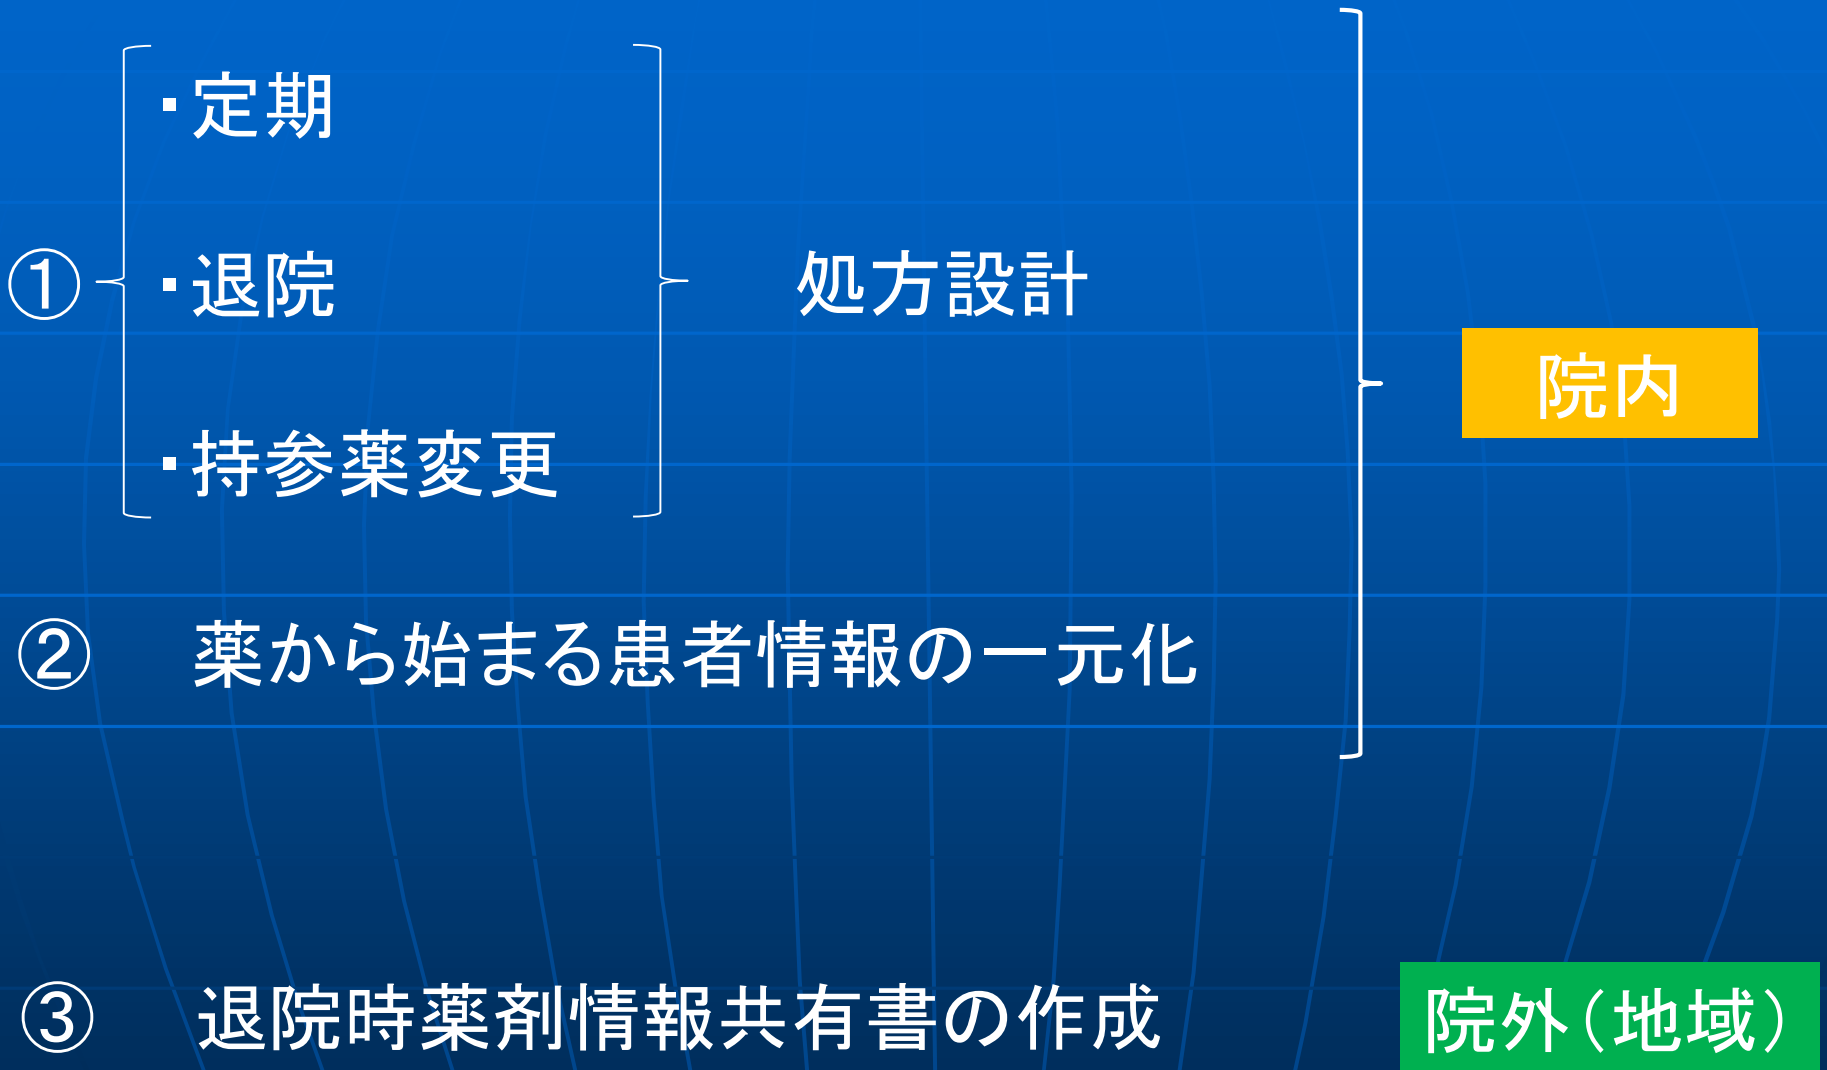 ・定期
① ・退院 処方設計
・持参薬変更
院内
② 薬から始まる患者情報の一元化
③ 退院時薬剤情報共有書の作成 院外（地域）